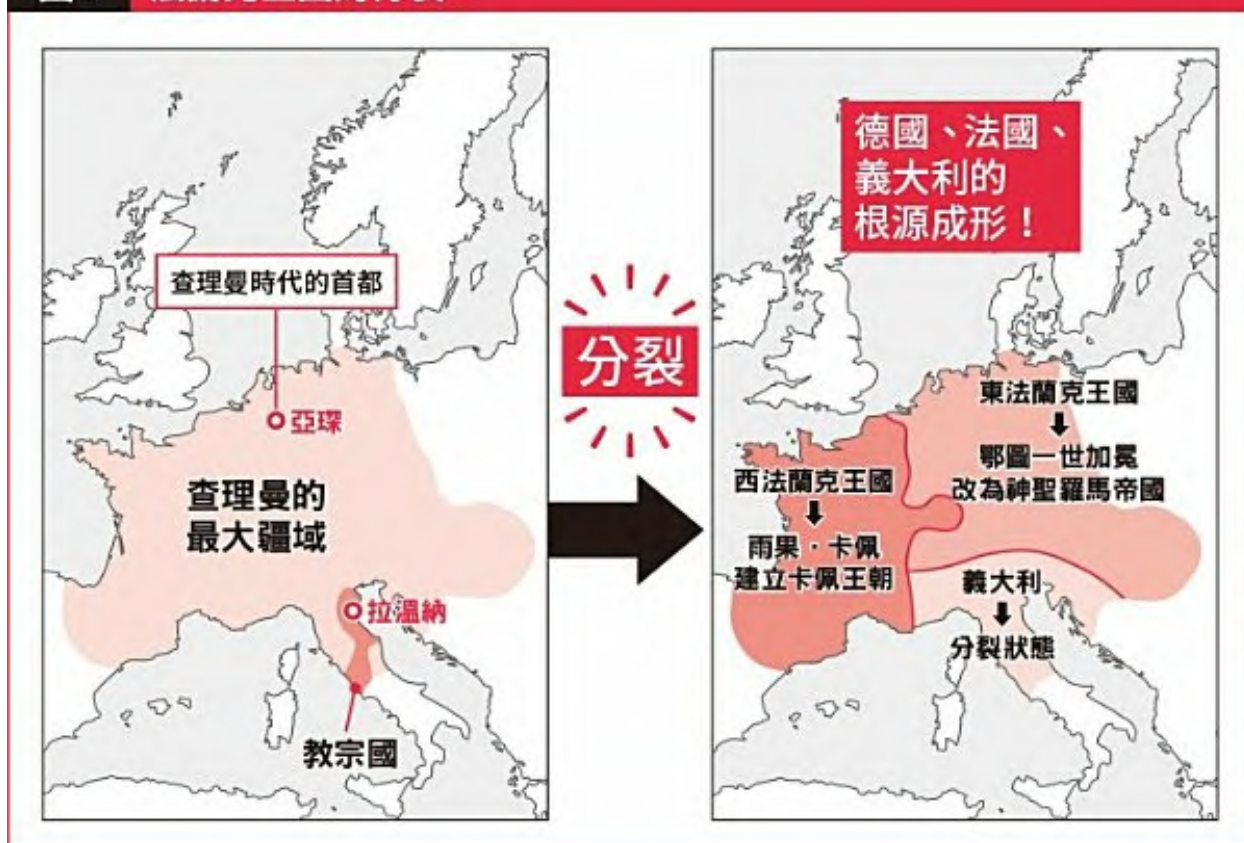 查理曼時代的首都
亞琛
查理曼的
最大疆域
拉溫納
教宗國
分裂
德國、法國、
義大利的
根源成形！
東法蘭克王國
鄂圖一世加冕
改為神聖羅馬帝國
西法蘭克王國
雨果・卡佩
建立卡佩王朝
義大利
分裂狀態